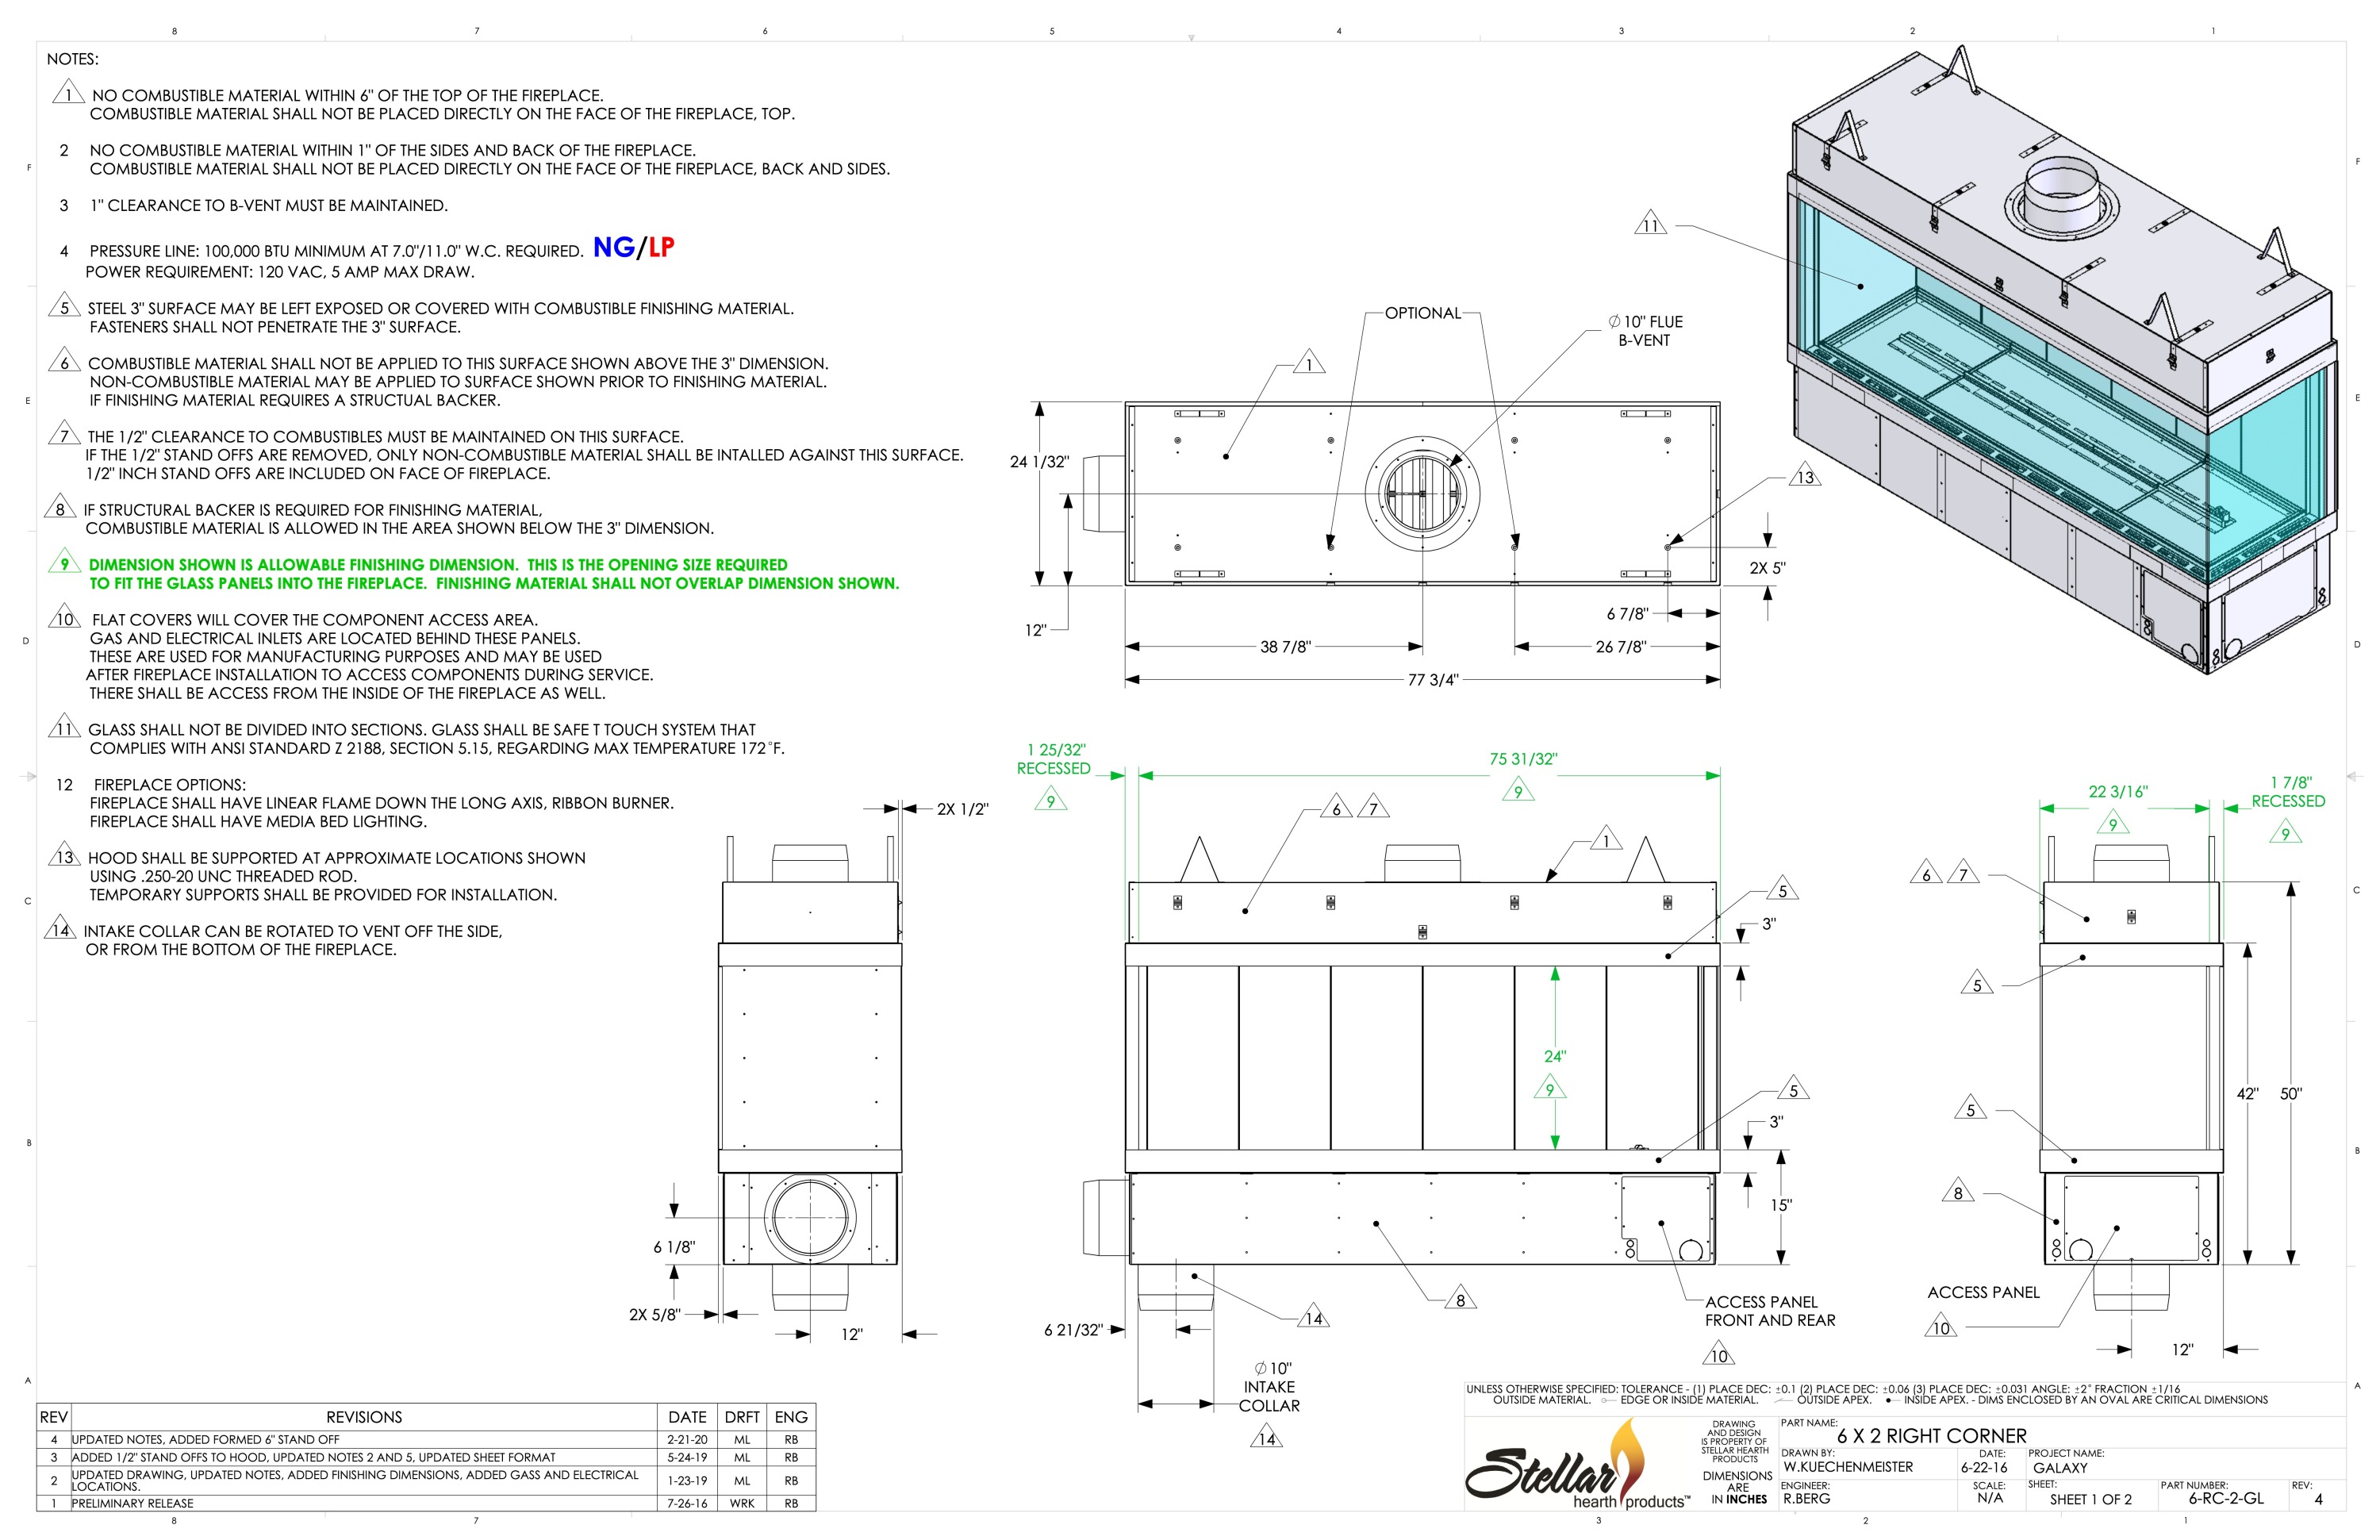 8 7 6 5 4 3 2 1
NOTES:
1 NO COMBUSTIBLE MATERIAL WITHIN 6" OF THE TOP OF THE FIREPLACE.
COMBUSTIBLE MATERIAL SHALL NOT BE PLACED DIRECTLY ON THE FACE OF THE FIREPLACE, TOP.
2 NO COMBUSTIBLE MATERIAL WITHIN 1" OF THE SIDES AND BACK OF THE FIREPLACE.
COMBUSTIBLE MATERIAL SHALL NOT BE PLACED DIRECTLY ON THE FACE OF THE FIREPLACE, BACK AND SIDES.
3 1" CLEARANCE TO B-VENT MUST BE MAINTAINED.
4 PRESSURE LINE: 100,000 BTU MINIMUM AT 7.0"/11.0" W.C. REQUIRED. NG/LP
POWER REQUIREMENT: 120 VAC, 5 AMP MAX DRAW.
5 STEEL 3" SURFACE MAY BE LEFT EXPOSED OR COVERED WITH COMBUSTIBLE FINISHING MATERIAL.
FASTENERS SHALL NOT PENETRATE THE 3" SURFACE.
6 COMBUSTIBLE MATERIAL SHALL NOT BE APPLIED TO THIS SURFACE SHOWN ABOVE THE 3" DIMENSION.
NON-COMBUSTIBLE MATERIAL MAY BE APPLIED TO SURFACE SHOWN PRIOR TO FINISHING MATERIAL.
IF FINISHING MATERIAL REQUIRES A STRUCTUAL BACKER.
7 THE 1/2" CLEARANCE TO COMBUSTIBLES MUST BE MAINTAINED ON THIS SURFACE.
IF THE 1/2" STAND OFFS ARE REMOVED, ONLY NON-COMBUSTIBLE MATERIAL SHALL BE INTALLED AGAINST THIS SURFACE.
1/2" INCH STAND OFFS ARE INCLUDED ON FACE OF FIREPLACE.
8 IF STRUCTURAL BACKER IS REQUIRED FOR FINISHING MATERIAL,
COMBUSTIBLE MATERIAL IS ALLOWED IN THE AREA SHOWN BELOW THE 3" DIMENSION.
9 DIMENSION SHOWN IS ALLOWABLE FINISHING DIMENSION. THIS IS THE OPENING SIZE REQUIRED
TO FIT THE GLASS PANELS INTO THE FIREPLACE. FINISHING MATERIAL SHALL NOT OVERLAP DIMENSION SHOWN.
10 FLAT COVERS WILL COVER THE COMPONENT ACCESS AREA.
GAS AND ELECTRICAL INLETS ARE LOCATED BEHIND THESE PANELS.
THESE ARE USED FOR MANUFACTURING PURPOSES AND MAY BE USED
AFTER FIREPLACE INSTALLATION TO ACCESS COMPONENTS DURING SERVICE.
THERE SHALL BE ACCESS FROM THE INSIDE OF THE FIREPLACE AS WELL.
11 GLASS SHALL NOT BE DIVIDED INTO SECTIONS. GLASS SHALL BE SAFE T TOUCH SYSTEM THAT
COMPLIES WITH ANSI STANDARD Z 2188, SECTION 5.15, REGARDING MAX TEMPERATURE 172°F.
12 FIREPLACE OPTIONS:
FIREPLACE SHALL HAVE LINEAR FLAME DOWN THE LONG AXIS, RIBBON BURNER.
FIREPLACE SHALL HAVE MEDIA BED LIGHTING.
13 HOOD SHALL BE SUPPORTED AT APPROXIMATE LOCATIONS SHOWN
USING .250-20 UNC THREADED ROD.
TEMPORARY SUPPORTS SHALL BE PROVIDED FOR INSTALLATION.
14 INTAKE COLLAR CAN BE ROTATED TO VENT OFF THE SIDE,
OR FROM THE BOTTOM OF THE FIREPLACE.
11
OPTIONAL
Ø 10" FLUE
B-VENT
1
24 1/32"
13
2X 5"
6 7/8"
12"
38 7/8"
26 7/8"
77 3/4"
2X 1/2"
6 1/8"
2X 5/8"
12"
1 25/32"
RECESSED
9
75 31/32"
9
6 7
1
5
3"
24"
9
5
3"
15"
8
14
6 21/32"
Ø 10"
INTAKE
COLLAR
14
ACCESS PANEL
FRONT AND REAR
10
22 3/16"
9
1 7/8"
RECESSED
9
6 7
5
42"
50"
5
8
ACCESS PANEL
10
12"
F
E
D
C
B
A
F
E
D
C
B
A
REV REVISIONS DATE DRFT ENG
4 UPDATED NOTES, ADDED FORMED 6" STAND OFF 2-21-20 ML RB
3 ADDED 1/2" STAND OFFS TO HOOD, UPDATED NOTES 2 AND 5, UPDATED SHEET FORMAT 5-24-19 ML RB
2 UPDATED DRAWING, UPDATED NOTES, ADDED FINISHING DIMENSIONS, ADDED GASS AND ELECTRICAL LOCATIONS. 1-23-19 ML RB
1 PRELIMINARY RELEASE 7-26-16 WRK RB
UNLESS OTHERWISE SPECIFIED: TOLERANCE - (1) PLACE DEC: ±0.1 (2) PLACE DEC: ±0.06 (3) PLACE DEC: ±0.031 ANGLE: ±2° FRACTION ±1/16
OUTSIDE MATERIAL. EDGE OR INSIDE MATERIAL. OUTSIDE APEX. INSIDE APEX. - DIMS ENCLOSED BY AN OVAL ARE CRITICAL DIMENSIONS
Stellar
hearth products™
DRAWING
AND DESIGN
IS PROPERTY OF
STELLAR HEARTH
PRODUCTS
DIMENSIONS
ARE
IN INCHES
PART NAME:
6 X 2 RIGHT CORNER
DRAWN BY: DATE: PROJECT NAME:
W.KUECHENMEISTER 6-22-16 GALAXY
ENGINEER: SCALE: SHEET: PART NUMBER: REV:
R.BERG N/A SHEET 1 OF 2 6-RC-2-GL 4
8 7 3 2 1